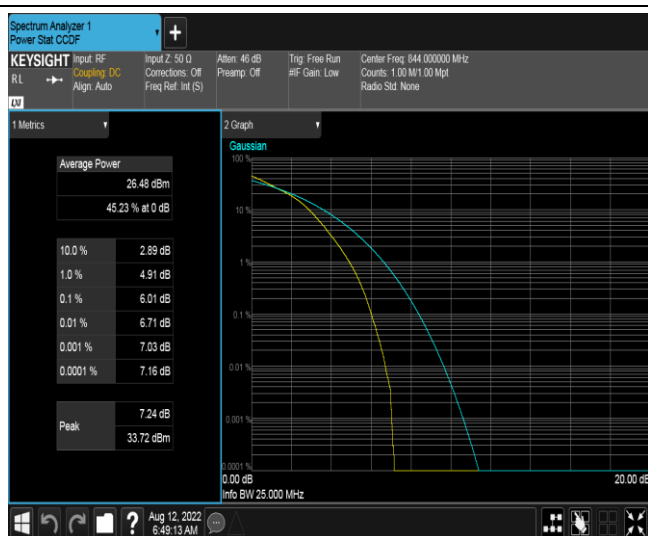 Spectrum Analyzer 1
Power Stat CCDF
+
KEYSIGHT
RL
LXI
Input: RF
Coupling: DC
Align: Auto
Input Z: 50 Ω
Corrections: Off
Freq Ref: Int (S)
Atten: 46 dB
Preamp: Off
Trig: Free Run
#IF Gain: Low
Center Freq: 844.000000 MHz
Counts: 1.00 M/1.00 Mpt
Radio Std: None
1 Metrics
Average Power
26.48 dBm
45.23 % at 0 dB
10.0 % 2.89 dB
1.0 % 4.91 dB
0.1 % 6.01 dB
0.01 % 6.71 dB
0.001 % 7.03 dB
0.0001 % 7.16 dB
Peak
7.24 dB
33.72 dBm
2 Graph
Gaussian
100 %
10 %
1 %
0.1 %
0.01 %
0.001 %
0.0001 %
0.00 dB 20.00 dB
Info BW 25.000 MHz
?
Aug 12, 2022
6:49:13 AM